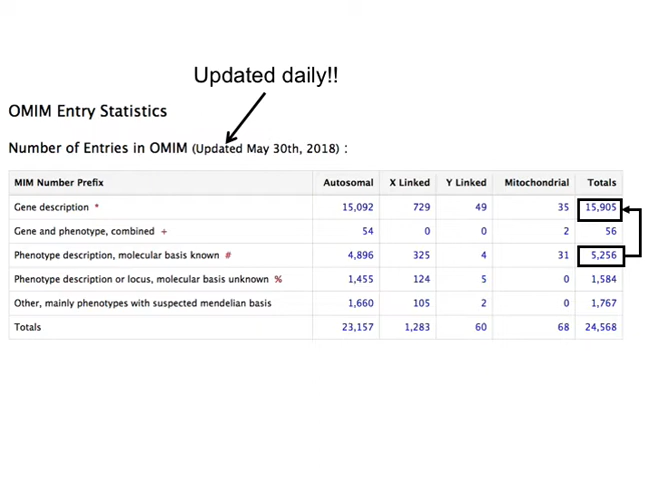 Updated daily!!
OMIM Entry Statistics
Number of Entries in OMIM (Updated May 30th, 2018) :
MIM Number Prefix Autosomal X Linked Y Linked Mitochondrial Totals
Gene description * 15,092 729 49 35 15,905
Gene and phenotype, combined + 54 0 0 2 56
Phenotype description, molecular basis known # 4,896 325 4 31 5,256
Phenotype description or locus, molecular basis unknown % 1,455 124 5 0 1,584
Other, mainly phenotypes with suspected mendelian basis 1,660 105 2 0 1,767
Totals 23,157 1,283 60 68 24,568